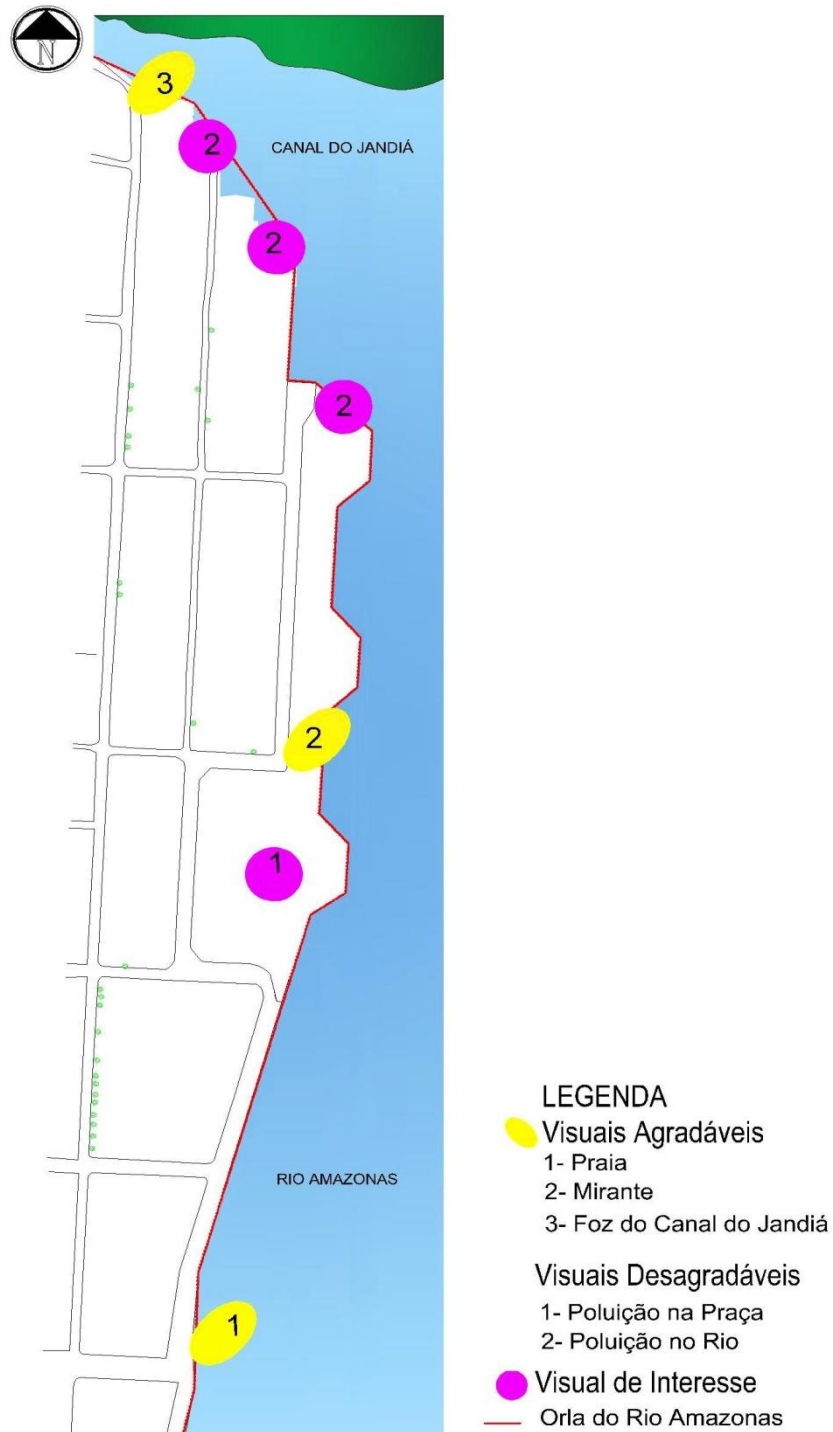 N
3
2
CANAL DO JANDIÁ
2
2
2
1
RIO AMAZONAS
1
LEGENDA
Visuais Agradáveis
1- Praia
2- Mirante
3- Foz do Canal do Jandiá
Visuais Desagradáveis
1- Poluição na Praça
2- Poluição no Rio
Visual de Interesse
Orla do Rio Amazonas